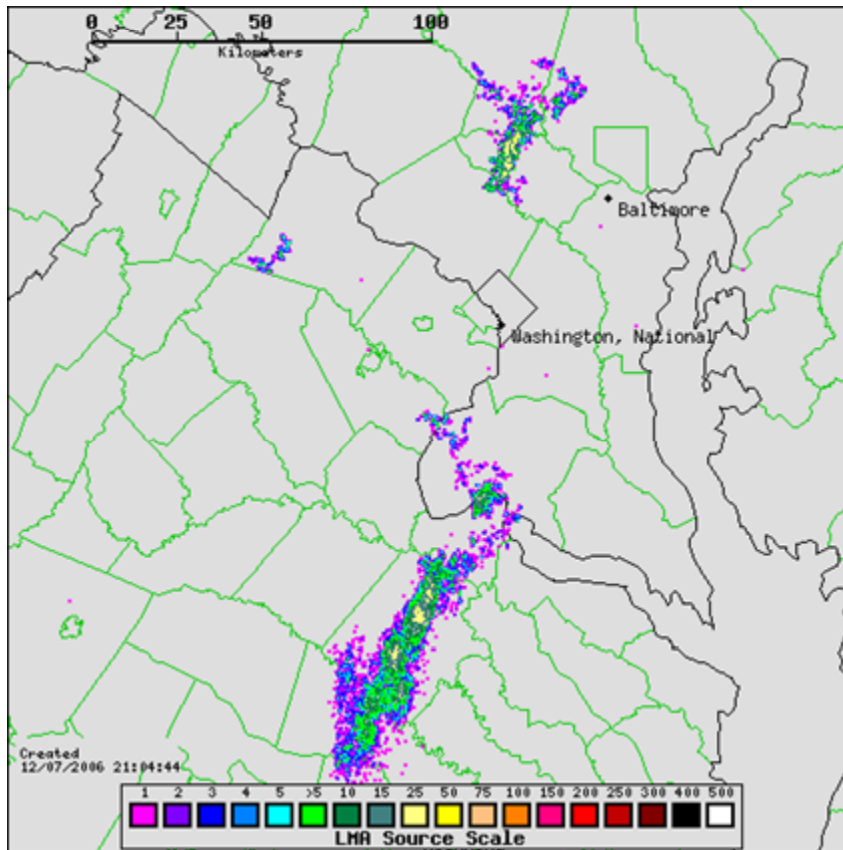 0 25 50 100
Kilometers
Baltimore
Washington, National
Created
12/07/2006 21:04:44
1 2 3 4 5 >5 10 15 25 50 75 100 150 200 250 300 400 500
LMA Source Scale